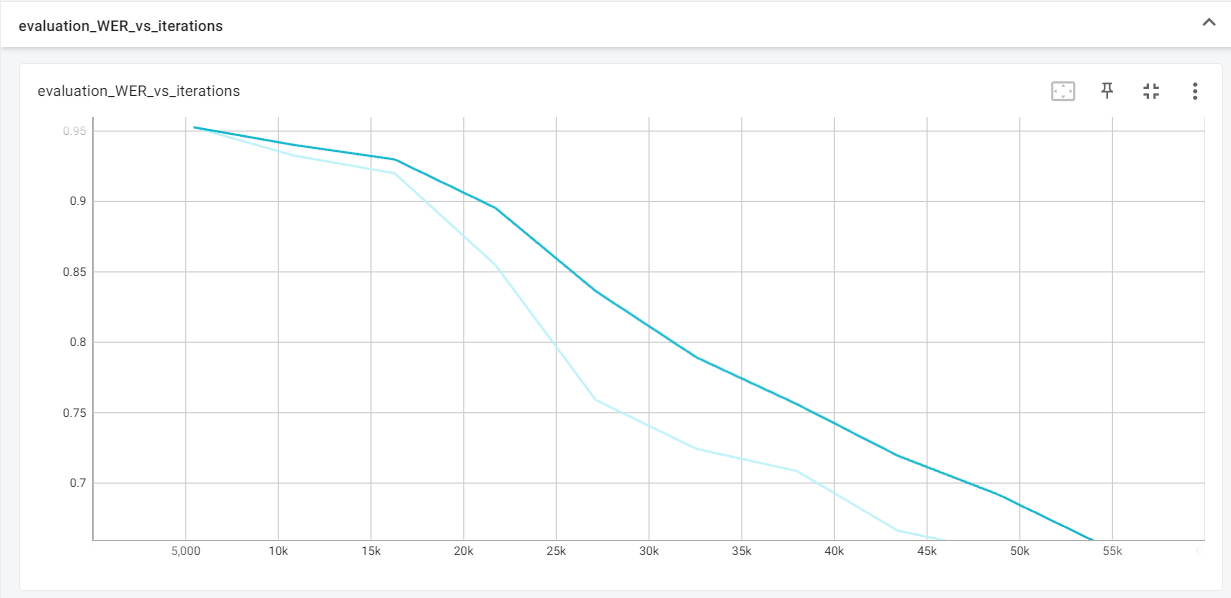 evaluation_WER_vs_iterations
evaluation_WER_vs_iterations
0.95
0.9
0.85
0.8
0.75
0.7
5,000 10k 15k 20k 25k 30k 35k 40k 45k 50k 55k